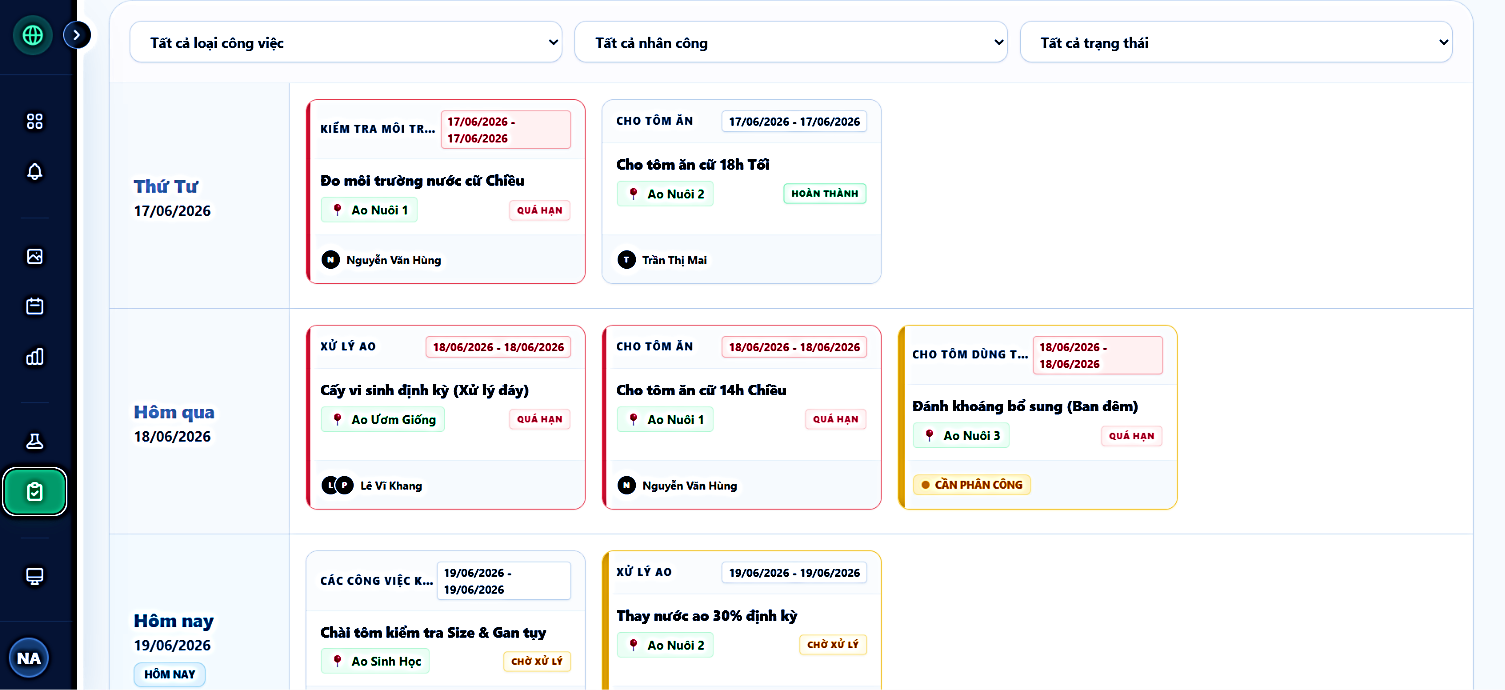 Tất cả loại công việc
Tất cả nhân công
Tất cả trạng thái
Thứ Tư
17/06/2026
KIỂM TRA MÔI TR...
17/06/2026 -
17/06/2026
Đo môi trường nước cữ Chiều
Ao Nuôi 1
QUÁ HẠN
N
Nguyễn Văn Hùng
CHO TÔM ĂN
17/06/2026 - 17/06/2026
Cho tôm ăn cữ 18h Tối
Ao Nuôi 2
HOÀN THÀNH
T
Trần Thị Mai
Hôm qua
18/06/2026
XỬ LÝ AO
18/06/2026 - 18/06/2026
Cấy vi sinh định kỳ (Xử lý đáy)
Ao Ươm Giống
QUÁ HẠN
L P
Lê Vĩ Khang
CHO TÔM ĂN
18/06/2026 - 18/06/2026
Cho tôm ăn cữ 14h Chiều
Ao Nuôi 1
QUÁ HẠN
N
Nguyễn Văn Hùng
CHO TÔM DÙNG T...
18/06/2026 -
18/06/2026
Đánh khoáng bổ sung (Ban đêm)
Ao Nuôi 3
QUÁ HẠN
CẦN PHÂN CÔNG
Hôm nay
19/06/2026
HÔM NAY
CÁC CÔNG VIỆC K...
19/06/2026 -
19/06/2026
Chài tôm kiểm tra Size & Gan tụy
Ao Sinh Học
CHỜ XỬ LÝ
XỬ LÝ AO
19/06/2026 - 19/06/2026
Thay nước ao 30% định kỳ
Ao Nuôi 2
CHỜ XỬ LÝ
NA